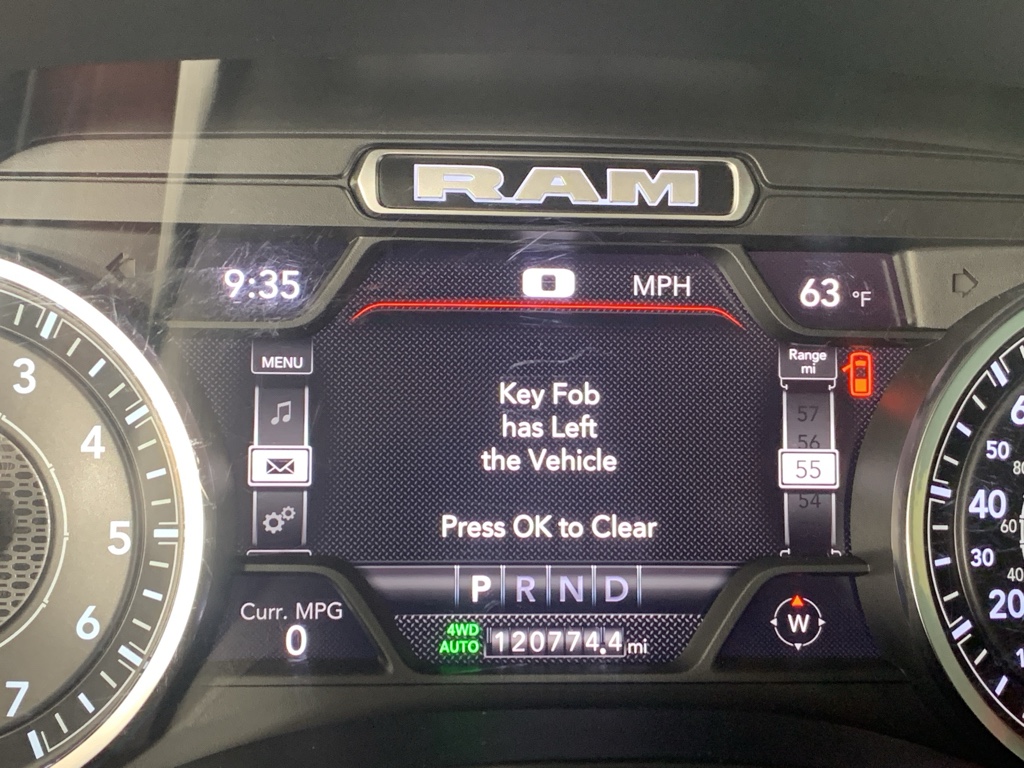 RAM
9:35
0 MPH
63 °F
MENU
Range
mi
Key Fob
has Left
the Vehicle
Press OK to Clear
57
56
55
54
P R N D
Curr. MPG
0
4WD
AUTO
120774.4 mi
W
3
4
5
6
7
50
40
30
20
60
40